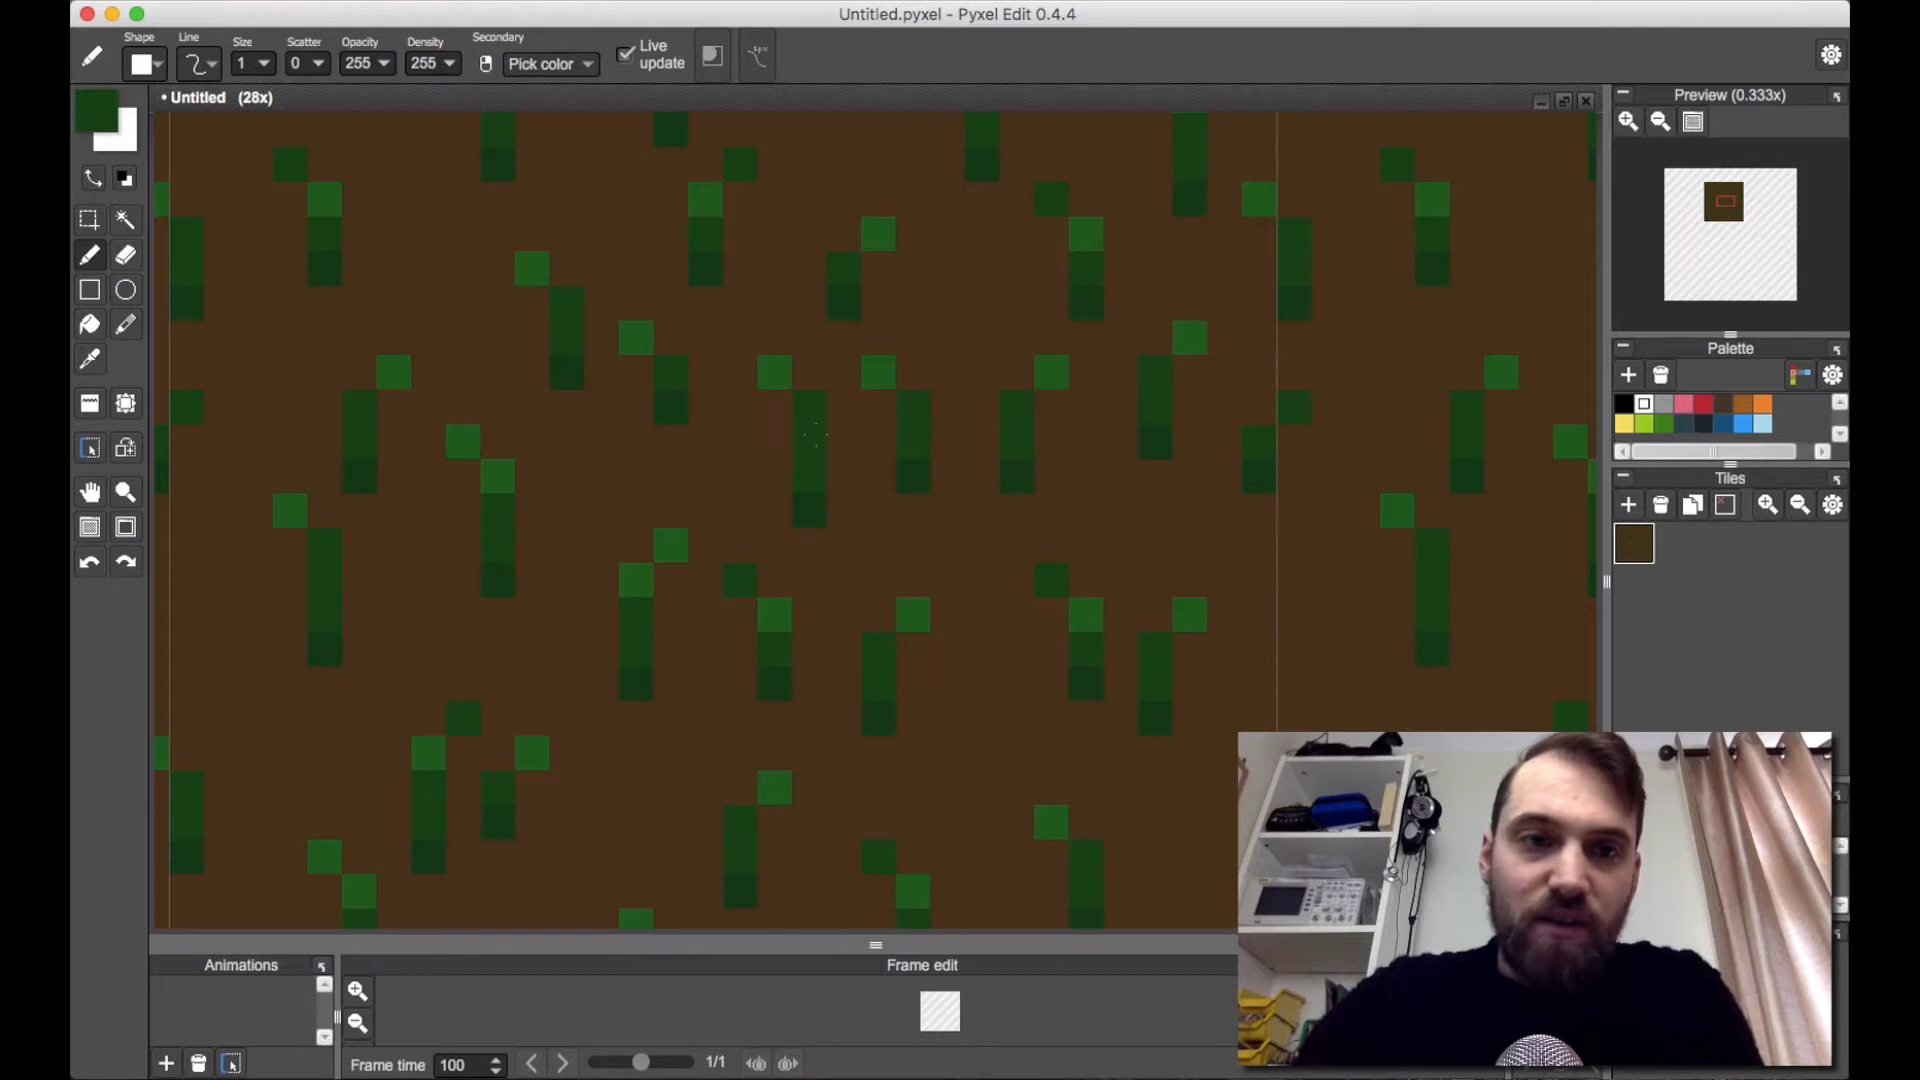 Untitled.pyxel - Pyxel Edit 0.4.4
Shape
Line
Size
Scatter
Opacity
Density
Secondary
1
0
255
255
Pick color
Live update
• Untitled (28x)
Preview (0.333x)
Palette
Tiles
Animations
Frame edit
Frame time
100
1/1